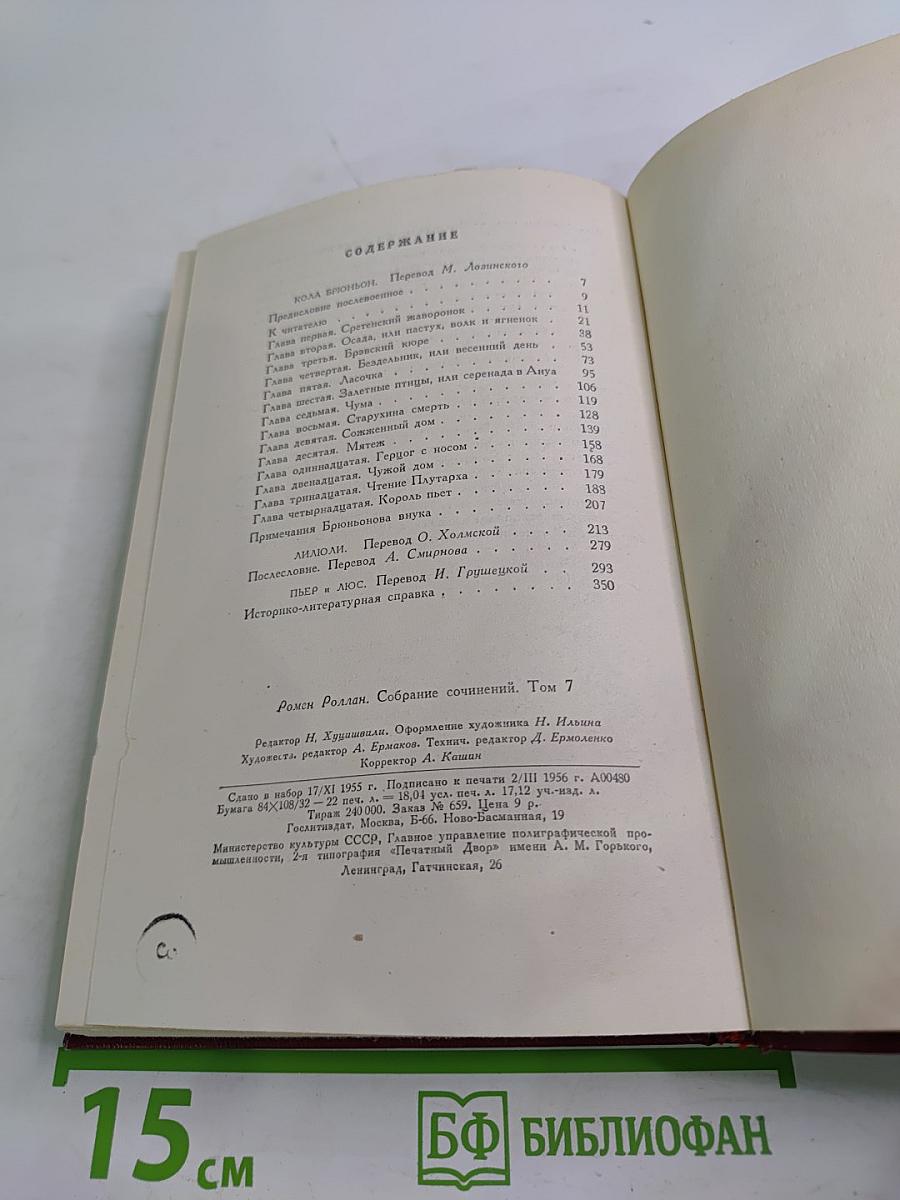 СОДЕРЖАНИЕ
КОЛА БРЮНЬОН. Перевод М. Лозинского
Предисловие послевоенное . . . . . . . . . . 7
К читателю . . . . . . . . . . . . . . 9
Глава первая. Сретенский жаворонок . . . . . . . 11
Глава вторая. Осада, или пастух, волк и ягненок . . 21
Глава третья. Брэвский кюре . . . . . . . . . 38
Глава четвертая. Бездельник, или весенний день . . 53
Глава пятая. Ласочка . . . . . . . . . . . 73
Глава шестая. Залетные птицы, или серенада в Ануа 95
Глава седьмая. Чума . . . . . . . . . . . 106
Глава восьмая. Старухина смерть . . . . . . . 119
Глава девятая. Сожженный дом . . . . . . . . 128
Глава десятая. Мятеж . . . . . . . . . . . 139
Глава одиннадцатая. Герцог с носом . . . . . . 158
Глава двенадцатая. Чужой дом . . . . . . . . 168
Глава тринадцатая. Чтение Плутарха . . . . . . 179
Глава четырнадцатая. Король пьет . . . . . . . 188
Примечания Брюньонова внука . . . . . . . . 207
ЛИЛЮЛИ. Перевод О. Холмской . . . . 213
Послесловие. Перевод А. Смирнова . . . . . . 279
ПЬЕР и ЛЮС. Перевод И. Грушецкой . . 293
Историко-литературная справка . . . . . . . . 350
Ромен Роллан. Собрание сочинений. Том 7
Редактор Н. Хуцишвили. Оформление художника Н. Ильина
Художеств. редактор А. Ермаков. Технич. редактор Д. Ермоленко
Корректор А. Кашин
Сдано в набор 17/XI 1955 г. Подписано к печати 2/III 1956 г. А00480
Бумага 84×108/32 — 22 печ. л. = 18,04 усл. печ. л. 17,12 уч.-изд. л.
Тираж 240 000. Заказ № 659. Цена 9 р.
Гослитиздат, Москва, Б-66. Ново-Басманная, 19
Министерство культуры СССР, Главное управление полиграфической про-
мышленности, 2-я типография «Печатный Двор» имени А. М. Горького,
Ленинград, Гатчинская, 26
15 см
БФ БИБЛИОФАН